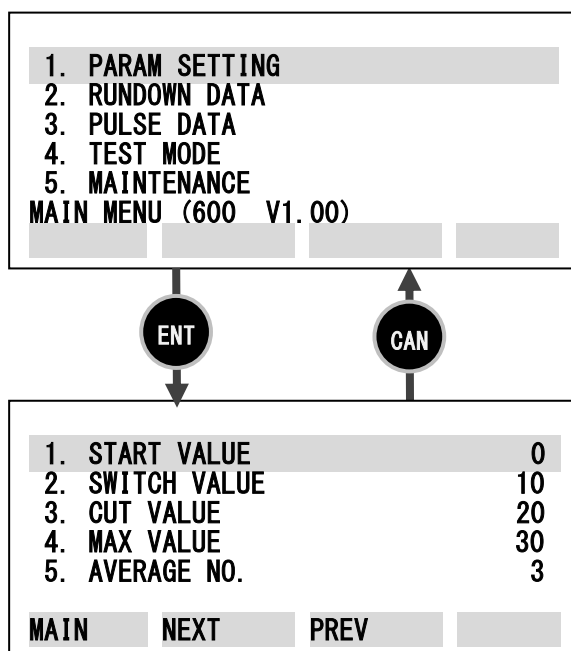 1. PARAM SETTING
2. RUNDOWN DATA
3. PULSE DATA
4. TEST MODE
5. MAINTENANCE
MAIN MENU (600 V1.00)
ENT
CAN
1. START VALUE 0
2. SWITCH VALUE 10
3. CUT VALUE 20
4. MAX VALUE 30
5. AVERAGE NO. 3
MAIN NEXT PREV